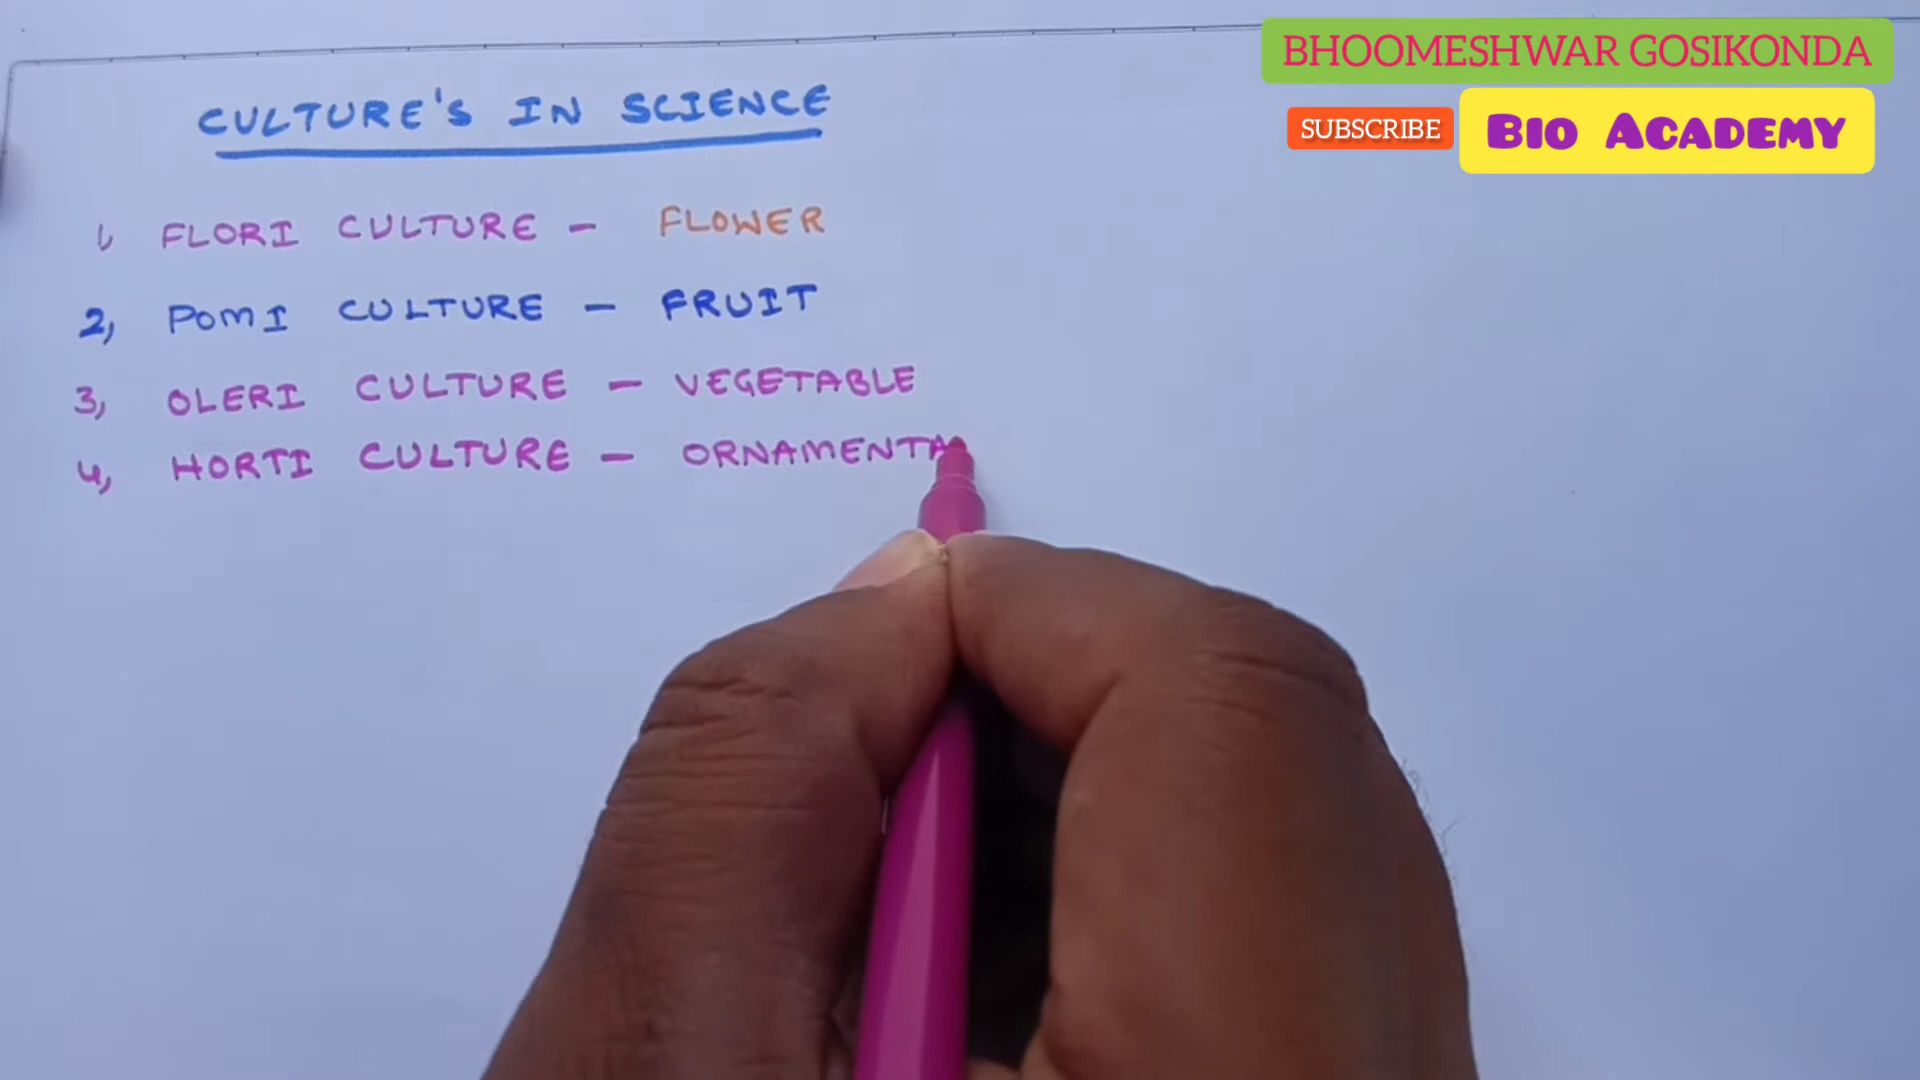 BHOOMESHWAR GOSIKONDA
SUBSCRIBE Bio Academy
CULTURE'S IN SCIENCE
1, FLORI CULTURE - FLOWER
2, POMI CULTURE - FRUIT
3, OLERI CULTURE - VEGETABLE
4, HORTI CULTURE - ORNAMENTA